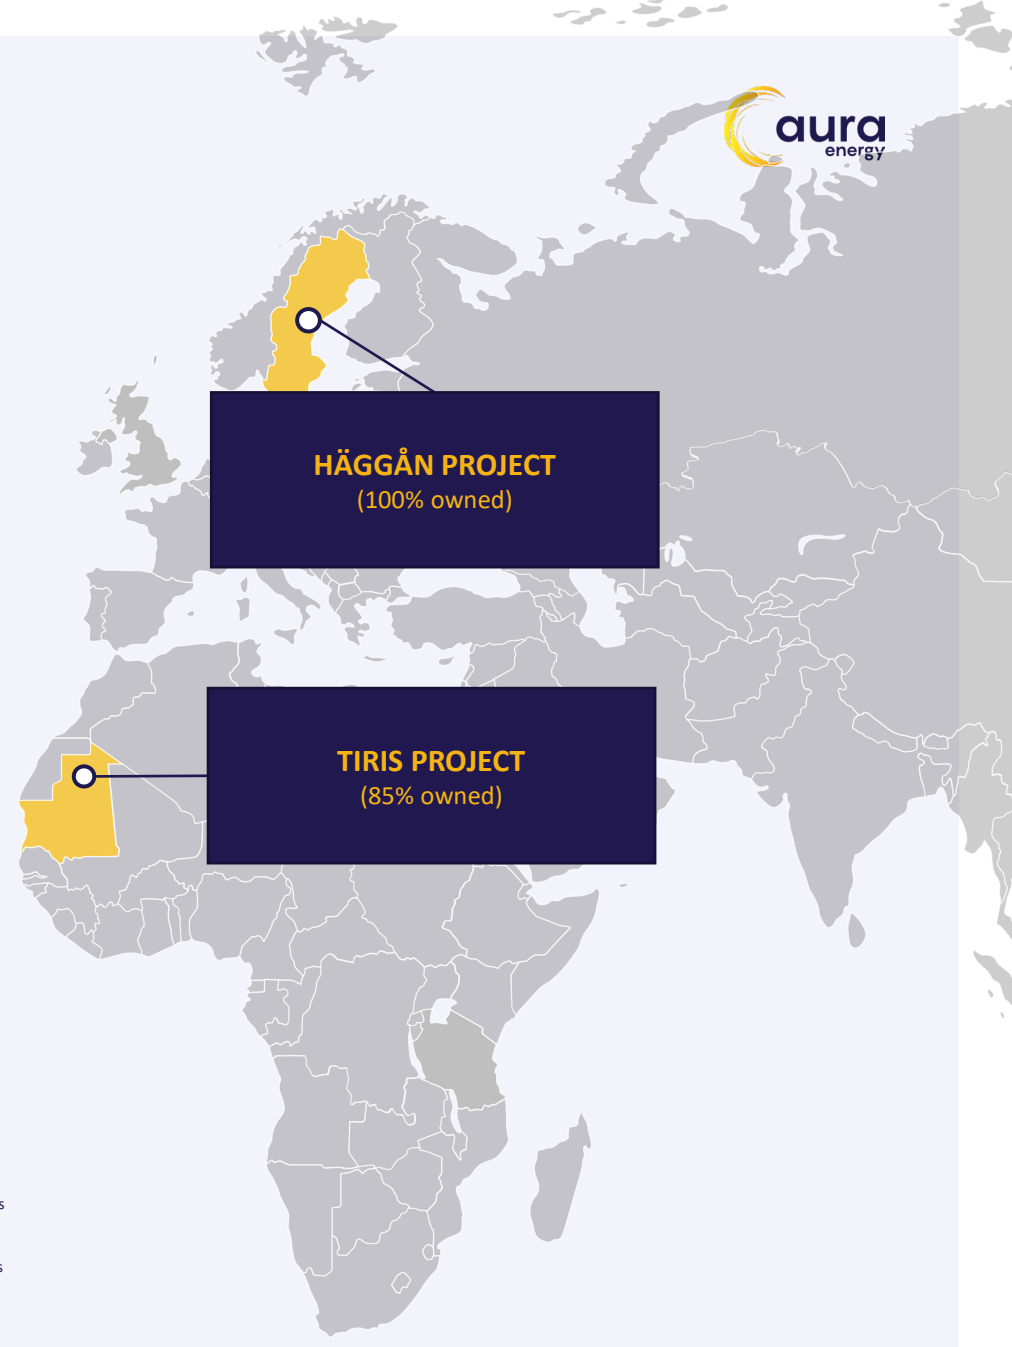 aura
energy
HÄGGÅN PROJECT
(100% owned)
TIRIS PROJECT
(85% owned)
s
s